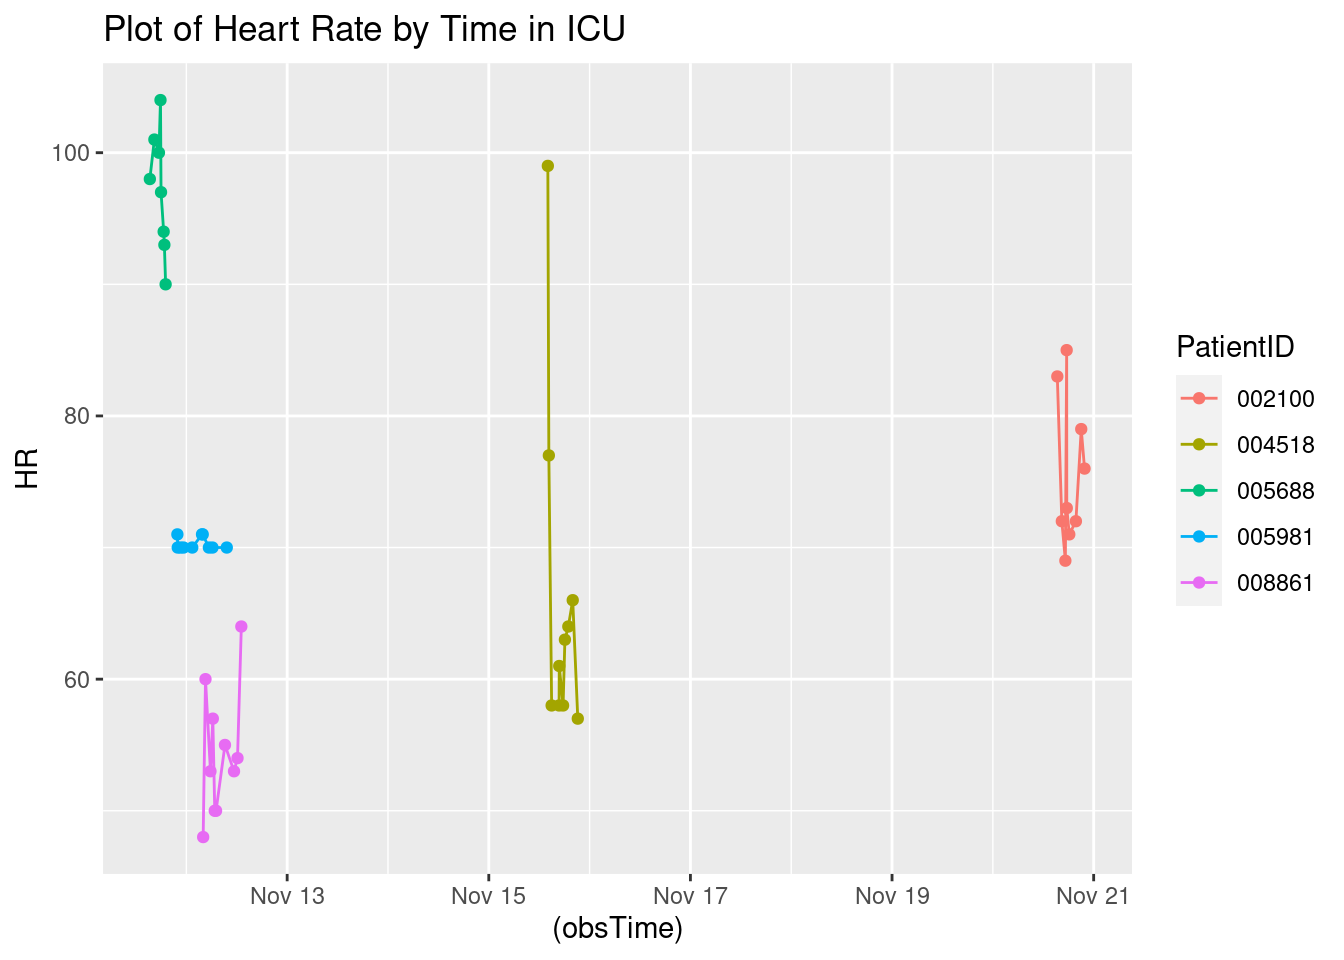 Plot of Heart Rate by Time in ICU
HR
100
80
60
Nov 13
Nov 15
Nov 17
Nov 19
Nov 21
(obsTime)
PatientID
002100
004518
005688
005981
008861